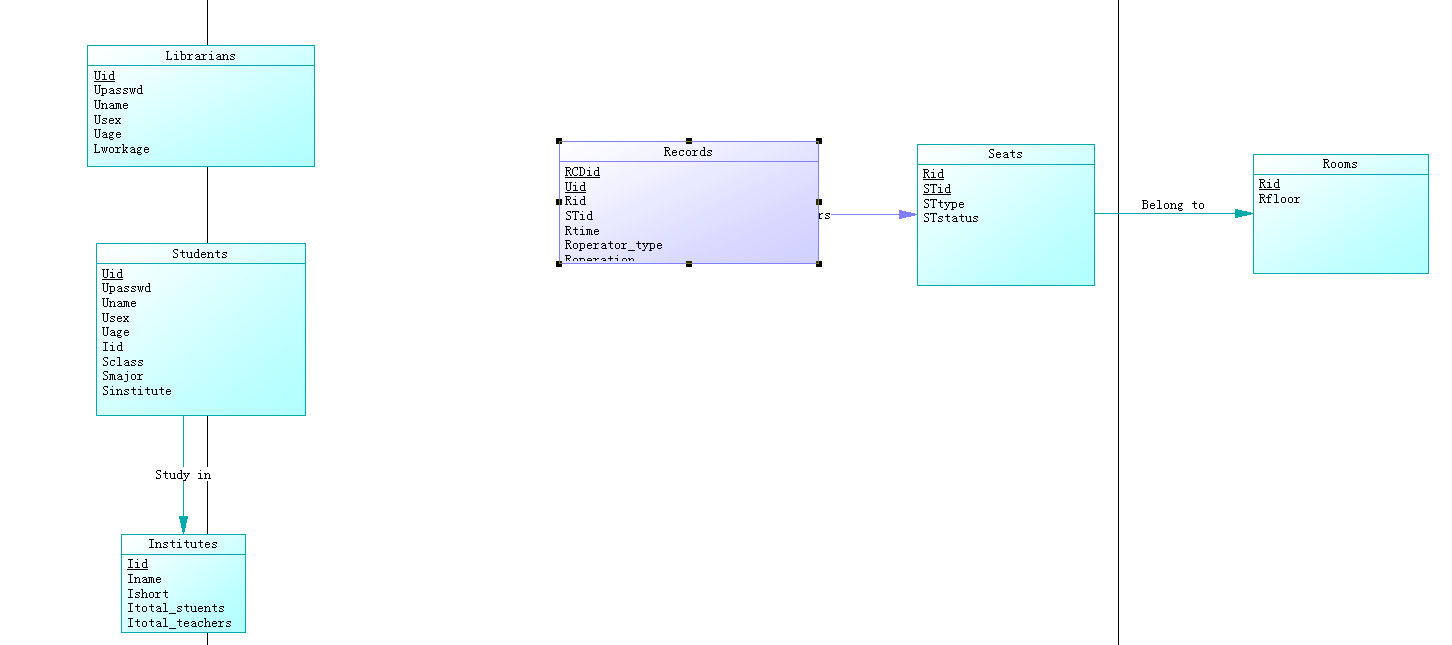 Librarians
Uid
Upasswd
Uname
Usex
Uage
Lworkage
Students
Uid
Upasswd
Uname
Usex
Uage
Iid
Sclass
Smajor
Sinstitute
Study in
Institutes
Iid
Iname
Ishort
Itotal_stuents
Itotal_teachers
Records
RCDid
Uid
Rid
STid
Rtime
Roperator_type
Roperation
rs
Seats
Rid
STid
STtype
STstatus
Belong to
Rooms
Rid
Rfloor